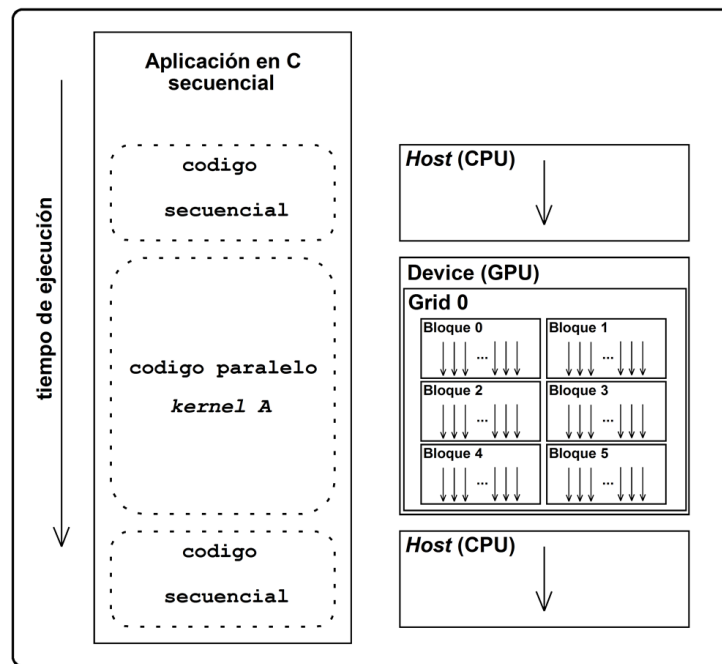 tiempo de ejecución
Aplicación en C
secuencial
codigo
secuencial
codigo paralelo
kernel A
codigo
secuencial
Host (CPU)
Device (GPU)
Grid 0
Bloque 0
...
Bloque 1
...
Bloque 2
...
Bloque 3
...
Bloque 4
...
Bloque 5
...
Host (CPU)